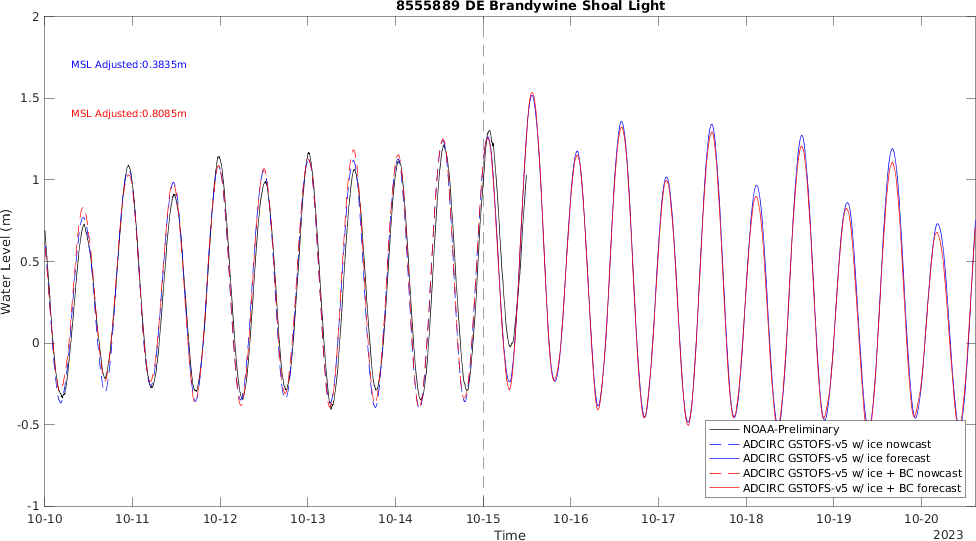 8555889 DE Brandywine Shoal Light
2
MSL Adjusted:0.3835m
1.5
MSL Adjusted:0.8085m
1
0.5
Water Level (m)
0
-0.5
-1
NOAA-Preliminary
ADCIRC GSTOFS-v5 w/ ice nowcast
ADCIRC GSTOFS-v5 w/ ice forecast
ADCIRC GSTOFS-v5 w/ ice + BC nowcast
ADCIRC GSTOFS-v5 w/ ice + BC forecast
10-10 10-11 10-12 10-13 10-14 10-15 10-16 10-17 10-18 10-19 10-20
Time
2023